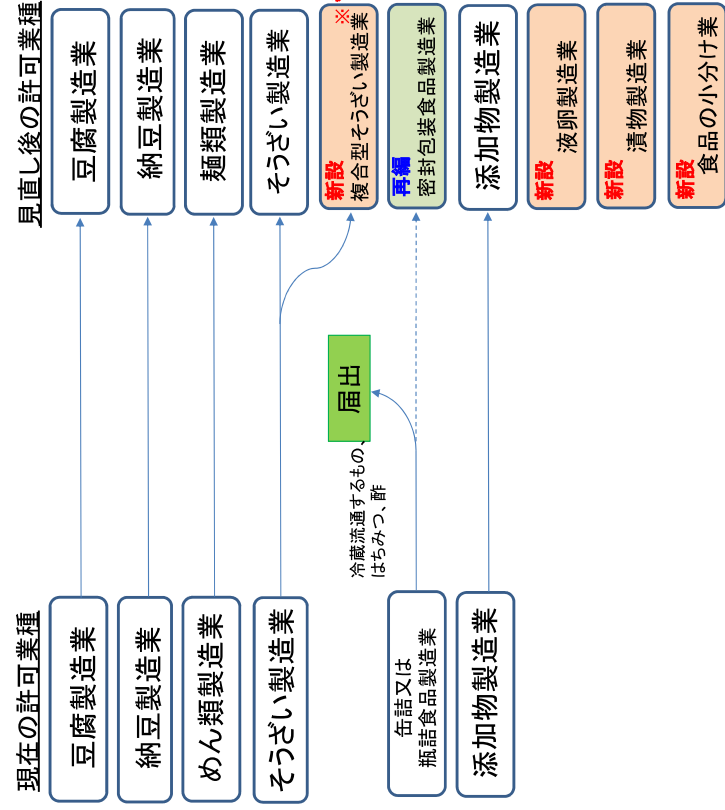 現在の許可業種
豆腐製造業
納豆製造業
めん類製造業
そうざい製造業
缶詰又は
瓶詰食品製造業
添加物製造業
冷蔵流通するもの、
はちみつ、酢
届出
見直し後の許可業種
豆腐製造業
納豆製造業
麺類製造業
そうざい製造業
新設
複合型そうざい製造業
※
再編
密封包装食品製造業
添加物製造業
新設
液卵製造業
新設
漬物製造業
新設
食品の小分け業